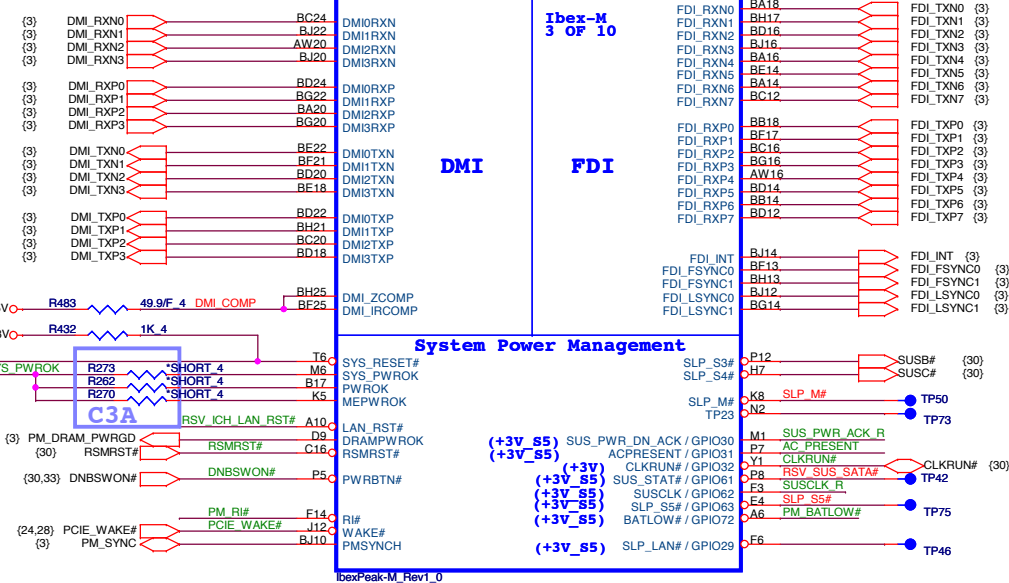 Ibex-M
3 OF 10
DMI
FDI
{3} DMI_RXN0 BC24 DMI0RXN
{3} DMI_RXN1 BJ22 DMI1RXN
{3} DMI_RXN2 AW20 DMI2RXN
{3} DMI_RXN3 BJ20 DMI3RXN
{3} DMI_RXP0 BD24 DMI0RXP
{3} DMI_RXP1 BG22 DMI1RXP
{3} DMI_RXP2 BA20 DMI2RXP
{3} DMI_RXP3 BG20 DMI3RXP
{3} DMI_TXN0 BE22 DMI0TXN
{3} DMI_TXN1 BF21 DMI1TXN
{3} DMI_TXN2 BD20 DMI2TXN
{3} DMI_TXN3 BE18 DMI3TXN
{3} DMI_TXP0 BD22 DMI0TXP
{3} DMI_TXP1 BH21 DMI1TXP
{3} DMI_TXP2 BC20 DMI2TXP
{3} DMI_TXP3 BD18 DMI3TXP
BH25 DMI_ZCOMP
R483 49.9/F_4 DMI_COMP BF25 DMI_IRCOMP
FDI_RXN0 BA18 FDI_TXN0 {3}
FDI_RXN1 BH17 FDI_TXN1 {3}
FDI_RXN2 BD16 FDI_TXN2 {3}
FDI_RXN3 BJ16 FDI_TXN3 {3}
FDI_RXN4 BA16 FDI_TXN4 {3}
FDI_RXN5 BE14 FDI_TXN5 {3}
FDI_RXN6 BA14 FDI_TXN6 {3}
FDI_RXN7 BC12 FDI_TXN7 {3}
FDI_RXP0 BB18 FDI_TXP0 {3}
FDI_RXP1 BF17 FDI_TXP1 {3}
FDI_RXP2 BC16 FDI_TXP2 {3}
FDI_RXP3 BG16 FDI_TXP3 {3}
FDI_RXP4 AW16 FDI_TXP4 {3}
FDI_RXP5 BD14 FDI_TXP5 {3}
FDI_RXP6 BB14 FDI_TXP6 {3}
FDI_RXP7 BD12 FDI_TXP7 {3}
FDI_INT BJ14 FDI_INT {3}
FDI_FSYNC0 BF13 FDI_FSYNC0 {3}
FDI_FSYNC1 BH13 FDI_FSYNC1 {3}
FDI_LSYNC0 BJ12 FDI_LSYNC0 {3}
FDI_LSYNC1 BG14 FDI_LSYNC1 {3}
System Power Management
R432 1K_4
T6 SYS_RESET#
R273 *SHORT_4 M6 SYS_PWROK
R262 *SHORT_4 B17 PWROK
R270 *SHORT_4 K5 MEPWROK
C3A
RSV_ICH_LAN_RST# A10 LAN_RST#
{3} PM_DRAM_PWRGD D9 DRAMPWROK
{30} RSMRST# RSMRST# C16 RSMRST#
{30,33} DNBSWON# DNBSWON# P5 PWRBTN#
PM_RI# F14 RI#
{24,28} PCIE_WAKE# PCIE_WAKE# J12 WAKE#
{3} PM_SYNC BJ10 PMSYNCH
SLP_S3# P12 SUSB# {30}
SLP_S4# H7 SUSC# {30}
SLP_M# K8 SLP_M# TP50
TP23 N2 TP73
(+3V_S5) SUS_PWR_DN_ACK / GPIO30 M1 SUS_PWR_ACK_R
(+3V_S5) ACPRESENT / GPIO31 P7 AC_PRESENT
(+3V) CLKRUN# / GPIO32 Y1 CLKRUN# CLKRUN# {30}
(+3V_S5) SUS_STAT# / GPIO61 P8 RSV_SUS_SATA# TP42
(+3V_S5) SUSCLK / GPIO62 F3 SUSCLK_R
(+3V_S5) SLP_S5# / GPIO63 E4 SLP_S5# TP75
(+3V_S5) BATLOW# / GPIO72 A6 PM_BATLOW#
(+3V_S5) SLP_LAN# / GPIO29 F6 TP46
IbexPeak-M_Rev1_0